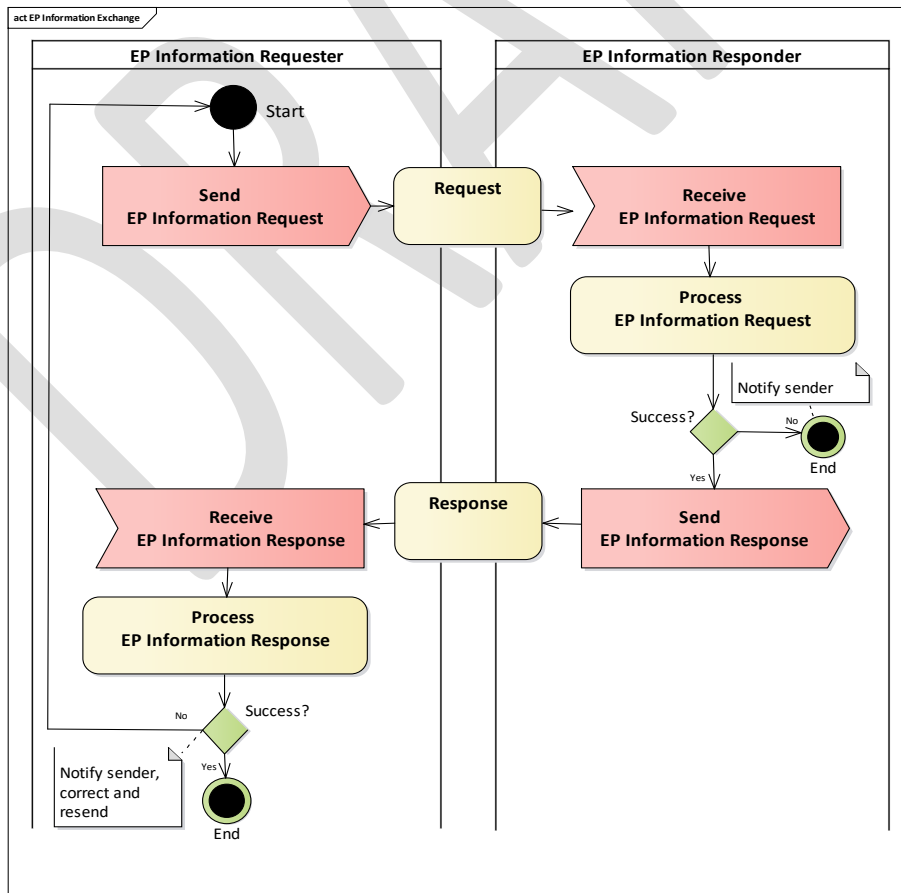 act EP Information Exchange
EP Information Requester
EP Information Responder
Start
Send
EP Information Request
Request
Receive
EP Information Request
Process
EP Information Request
Notify sender
Success?
No
End
Yes
Receive
EP Information Response
Response
Send
EP Information Response
Process
EP Information Response
No
Success?
Yes
Notify sender,
correct and
resend
End
DRA